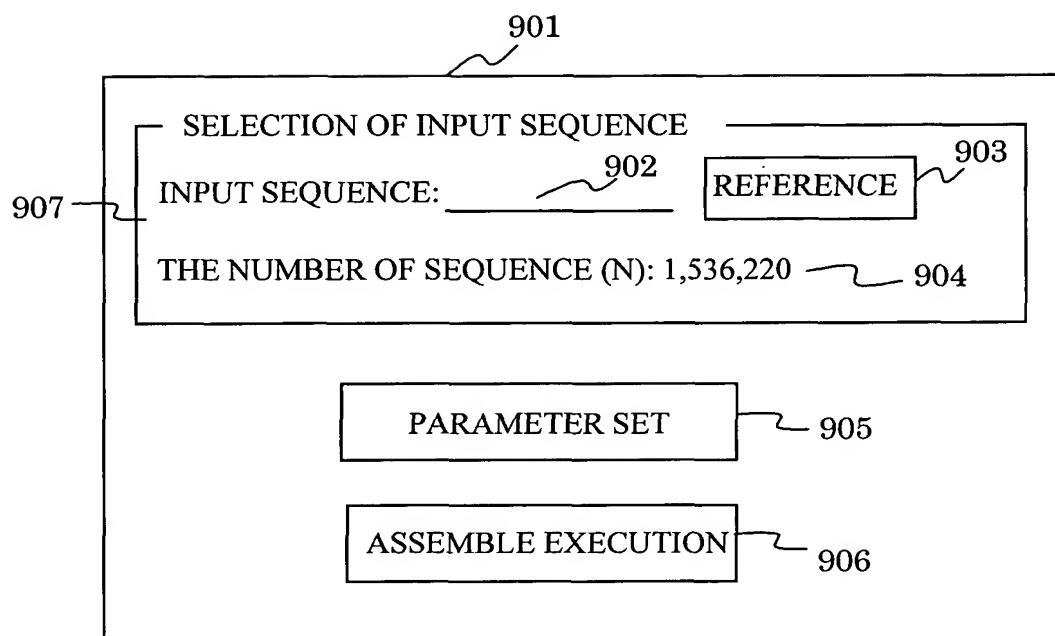 901
SELECTION OF INPUT SEQUENCE
INPUT SEQUENCE: 902 REFERENCE 903
907
THE NUMBER OF SEQUENCE (N): 1,536,220 904
PARAMETER SET 905
ASSEMBLE EXECUTION 906